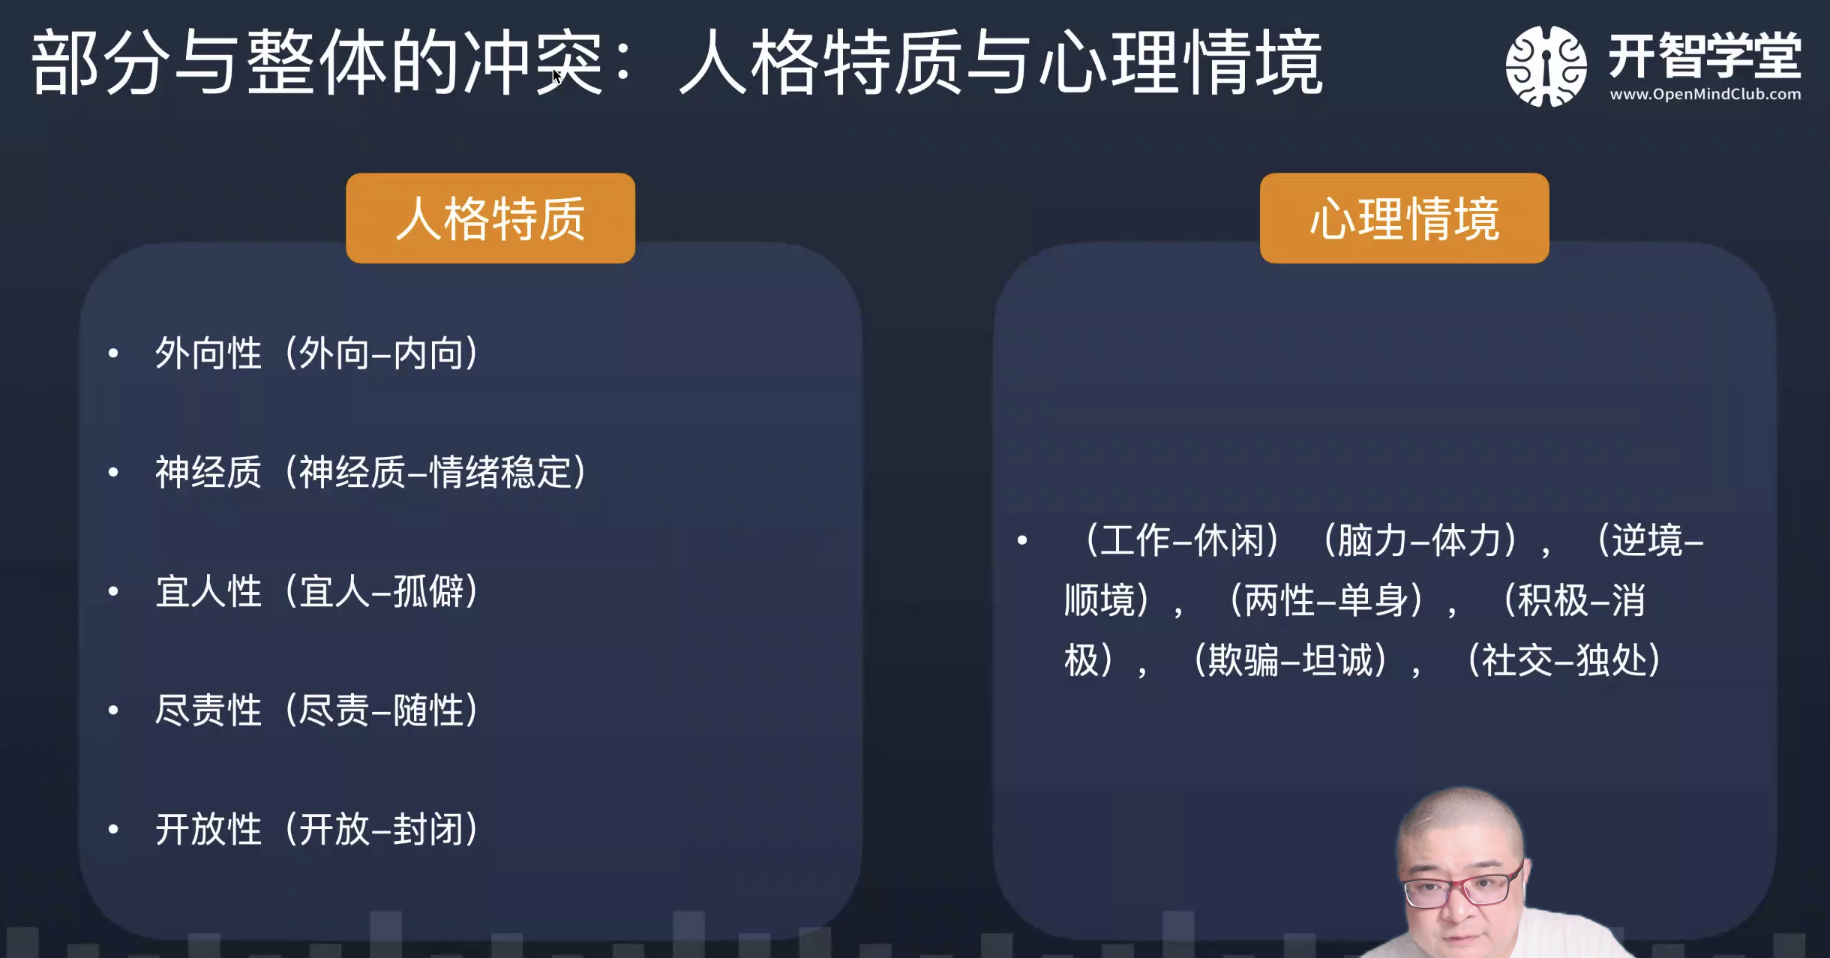 部分与整体的冲突：人格特质与心理情境
开智学堂
www.OpenMindClub.com
人格特质
• 外向性（外向–内向）
• 神经质（神经质–情绪稳定）
• 宜人性（宜人–孤僻）
• 尽责性（尽责–随性）
• 开放性（开放–封闭）
心理情境
• （工作–休闲）（脑力–体力），（逆境–
顺境），（两性–单身），（积极–消
极），（欺骗–坦诚），（社交–独处）